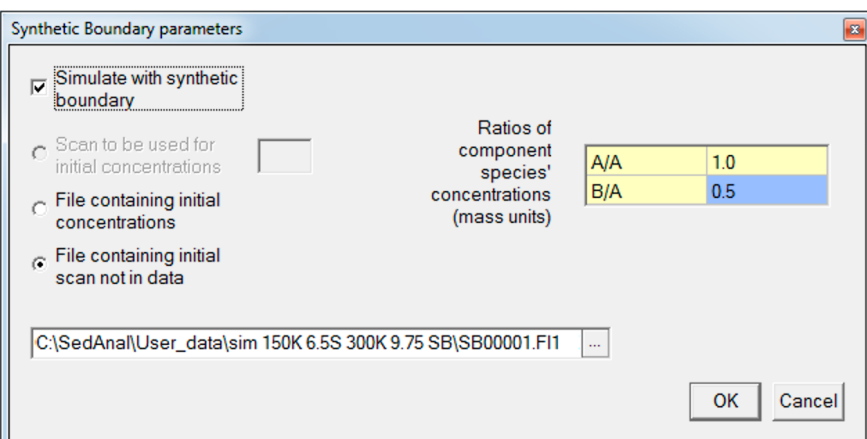 Synthetic Boundary parameters
Simulate with synthetic
boundary
Scan to be used for
initial concentrations
File containing initial
concentrations
File containing initial
scan not in data
Ratios of
component
species'
concentrations
(mass units)
A/A 1.0
B/A 0.5
C:\SedAnal\User_data\sim 150K 6.5S 300K 9.75 SB\SB00001.FI1
...
OK Cancel